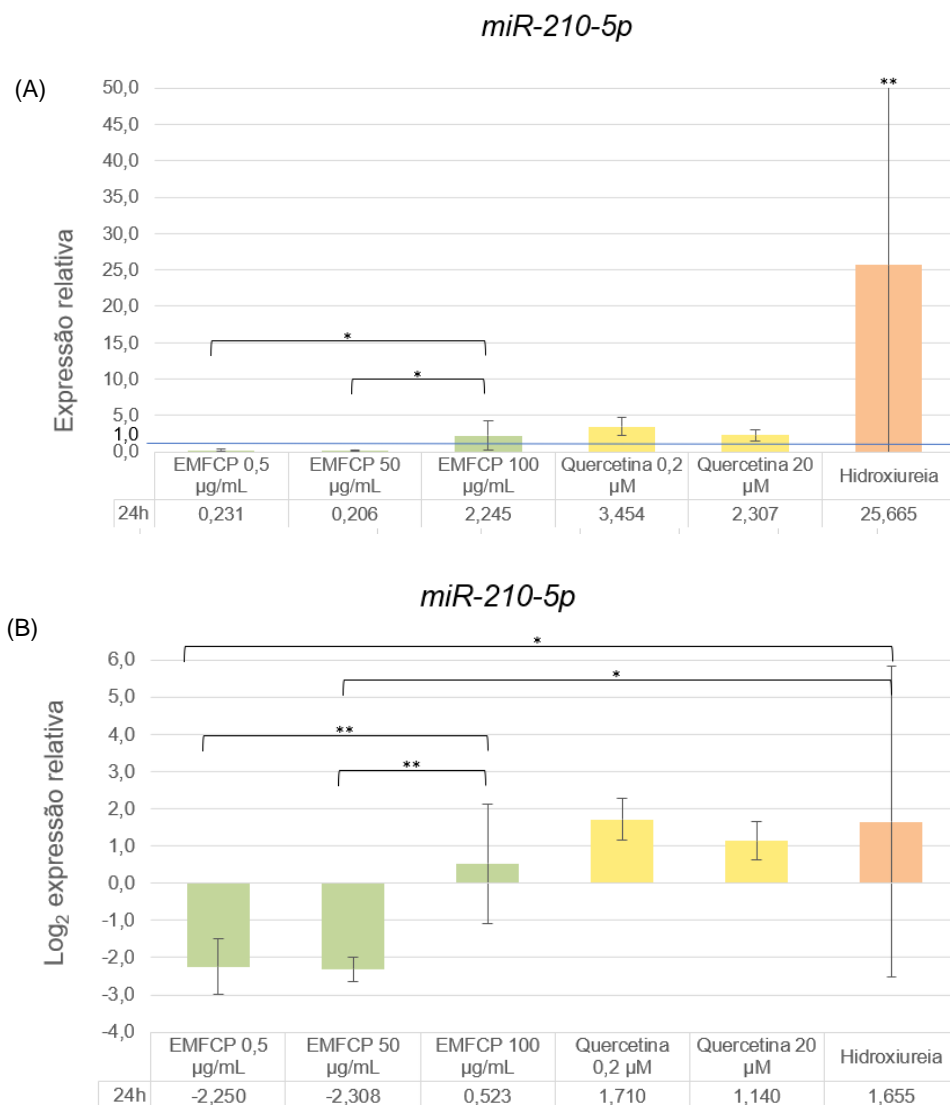 miR-210-5p
(A)
**
50,0
45,0
40,0
35,0
30,0
25,0
20,0
15,0
10,0
5,0
1,0
0,0
Expressão relativa
*
*
EMFCP 0,5 µg/mL
EMFCP 50 µg/mL
EMFCP 100 µg/mL
Quercetina 0,2 µM
Quercetina 20 µM
Hidroxiureia
24h 0,231 0,206 2,245 3,454 2,307 25,665
miR-210-5p
(B)
6,0
5,0
4,0
3,0
2,0
1,0
0,0
-1,0
-2,0
-3,0
-4,0
Log2 expressão relativa
*
*
**
**
EMFCP 0,5 µg/mL
EMFCP 50 µg/mL
EMFCP 100 µg/mL
Quercetina 0,2 µM
Quercetina 20 µM
Hidroxiureia
24h -2,250 -2,308 0,523 1,710 1,140 1,655